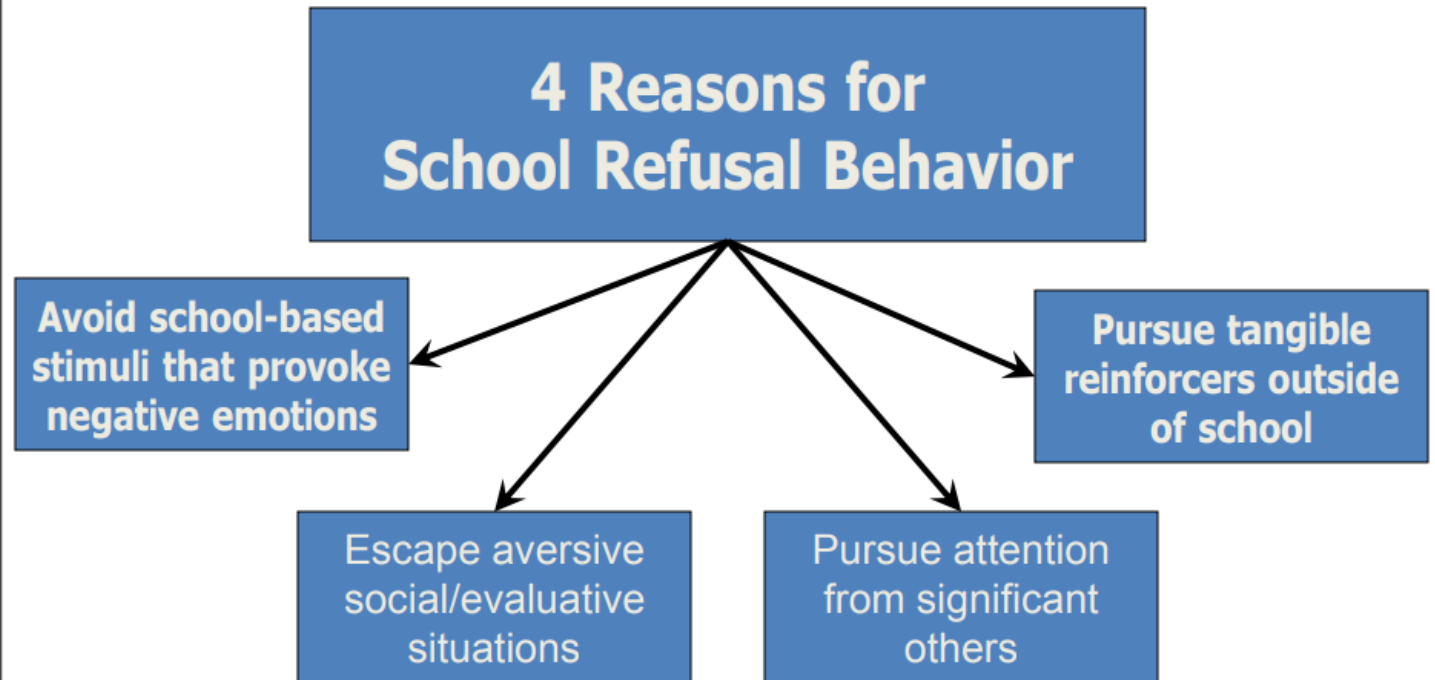 4 Reasons for
School Refusal Behavior
Avoid school-based
stimuli that provoke
negative emotions
Escape aversive
social/evaluative
situations
Pursue attention
from significant
others
Pursue tangible
reinforcers outside
of school